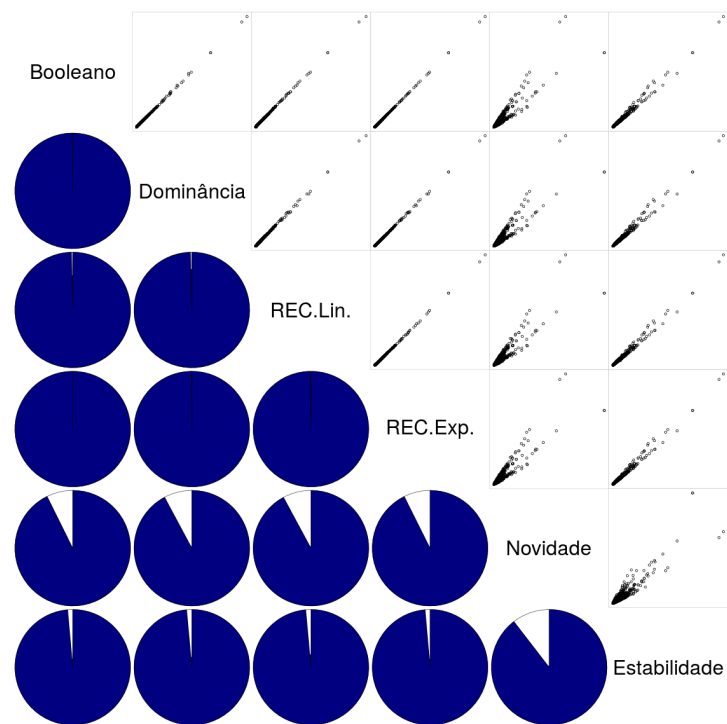 Booleano
Dominância
REC.Lin.
REC.Exp.
Novidade
Estabilidade